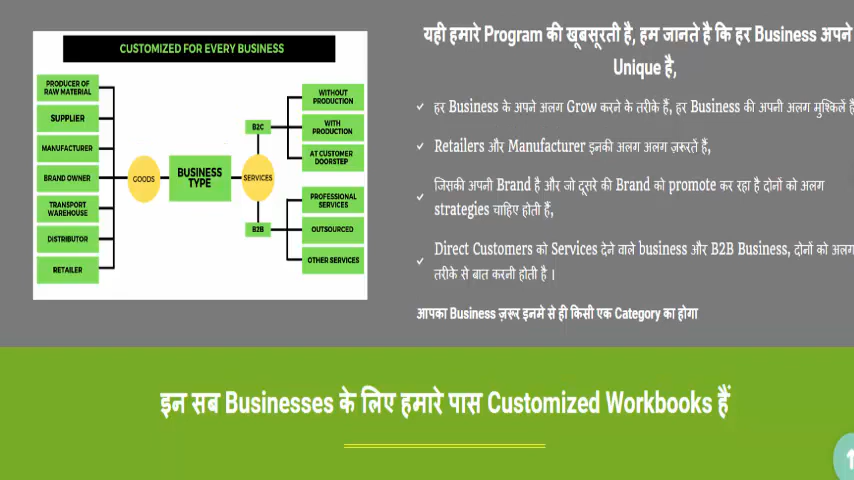 CUSTOMIZED FOR EVERY BUSINESS
PRODUCER OF
RAW MATERIAL
SUPPLIER
MANUFACTURER
BRAND OWNER
TRANSPORT
WAREHOUSE
DISTRIBUTOR
RETAILER
GOODS
BUSINESS
TYPE
SERVICES
B2C
B2B
WITHOUT
PRODUCTION
WITH
PRODUCTION
AT CUSTOMER
DOORSTEP
PROFESSIONAL
SERVICES
OUTSOURCED
OTHER SERVICES
यही हमारे Program की खूबसूरती है, हम जानते है कि हर Business अपने
Unique है,
हर Business के अपने अलग Grow करने के तरीके हैं, हर Business की अपनी अलग मुश्किलें हैं
Retailers और Manufacturer इनकी अलग अलग ज़रूरतें हैं,
जिसकी अपनी Brand है और जो दूसरे की Brand को promote कर रहा है दोनों को अलग
strategies चाहिए होती हैं,
Direct Customers को Services देने वाले business और B2B Business, दोनों को अलग
तरीके से बात करनी होती है ।
आपका Business ज़रूर इनमे से ही किसी एक Category का होगा
इन सब Businesses के लिए हमारे पास Customized Workbooks हैं